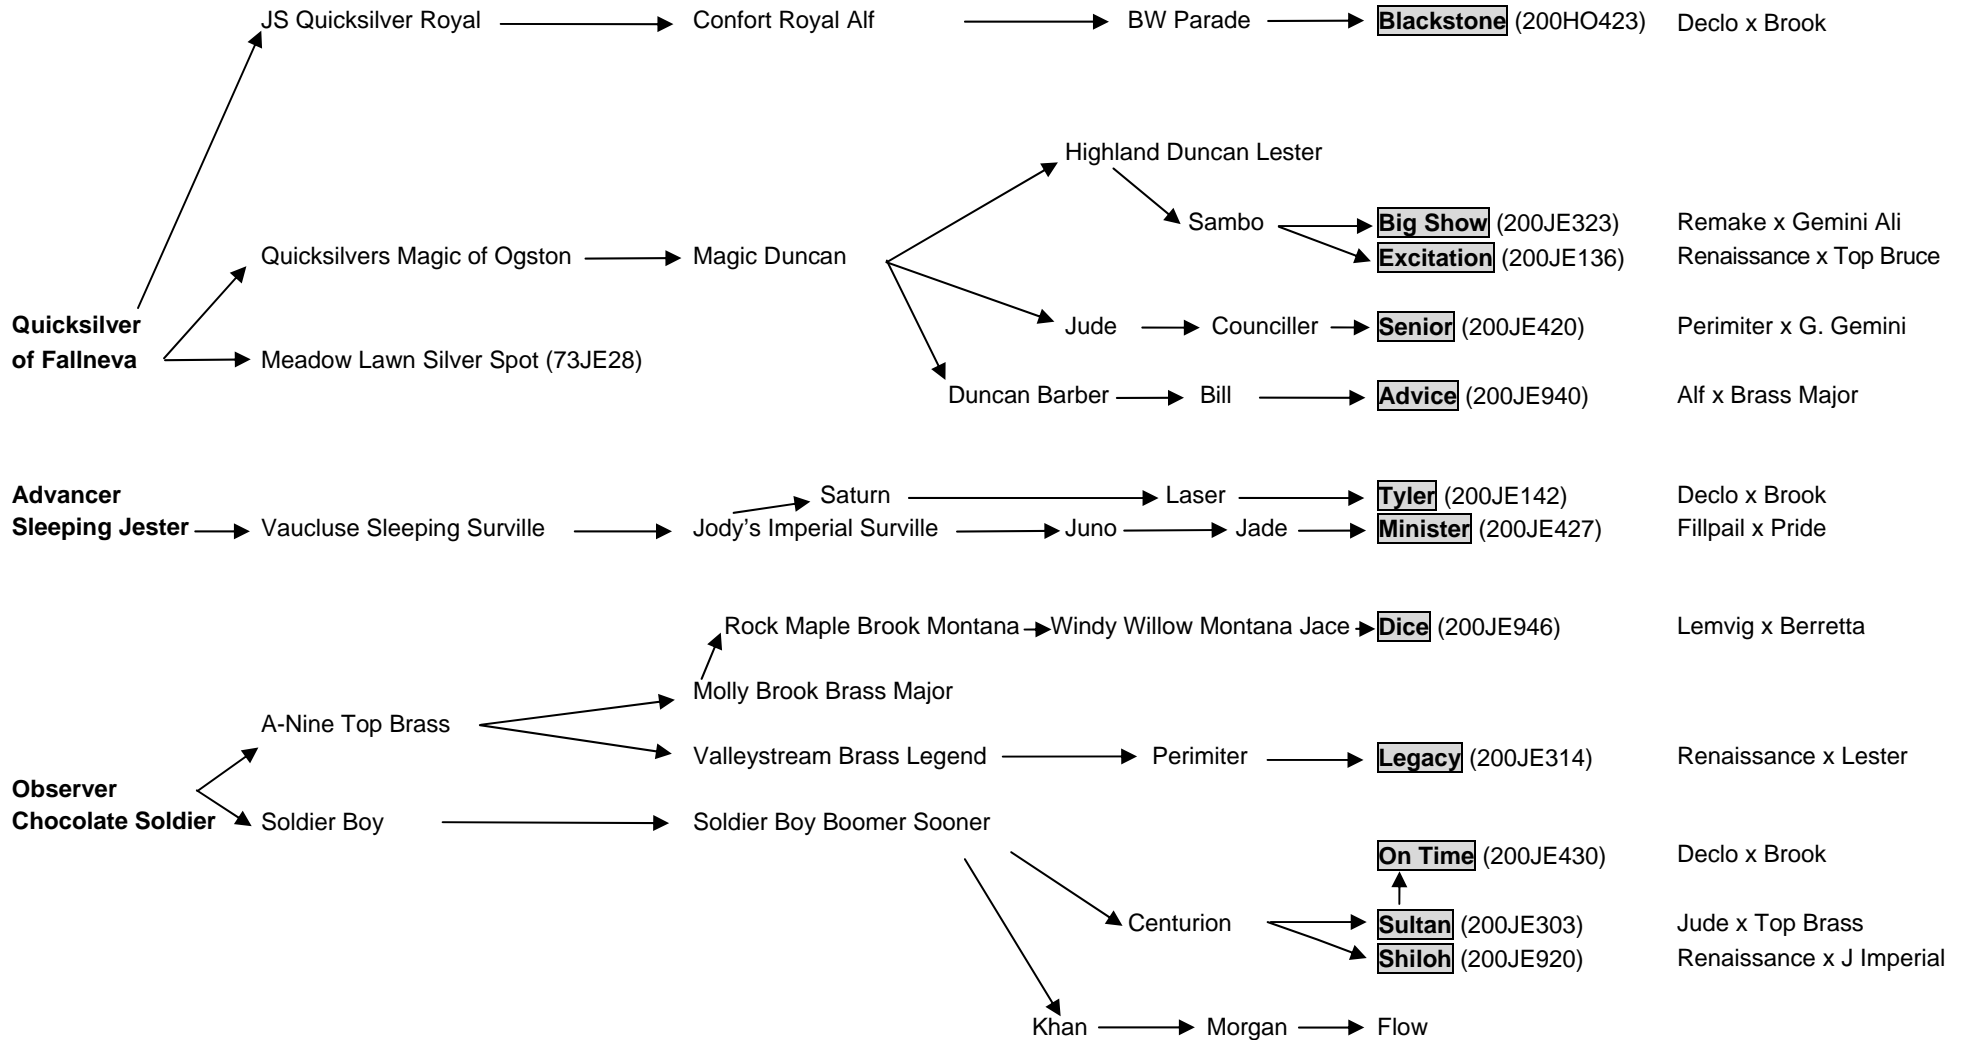 JS Quicksilver Royal Confort Royal Alf BW Parade Blackstone (200HO423) Declo x Brook
Highland Duncan Lester
Sambo Big Show (200JE323) Remake x Gemini Ali
Quicksilvers Magic of Ogston Magic Duncan Excitation (200JE136) Renaissance x Top Bruce
Quicksilver Jude Counciller Senior (200JE420) Perimiter x G. Gemini
of Fallneva Meadow Lawn Silver Spot (73JE28)
Duncan Barber Bill Advice (200JE940) Alf x Brass Major
Advancer Saturn Laser Tyler (200JE142) Declo x Brook
Sleeping Jester Vaucluse Sleeping Surville Jody's Imperial Surville Juno Jade Minister (200JE427) Fillpail x Pride
Rock Maple Brook Montana Windy Willow Montana Jace Dice (200JE946) Lemvig x Berretta
Molly Brook Brass Major
A-Nine Top Brass
Valleystream Brass Legend Perimiter Legacy (200JE314) Renaissance x Lester
Observer
Chocolate Soldier Soldier Boy Soldier Boy Boomer Sooner
On Time (200JE430) Declo x Brook
Centurion Sultan (200JE303) Jude x Top Brass
Shiloh (200JE920) Renaissance x J Imperial
Khan Morgan Flow